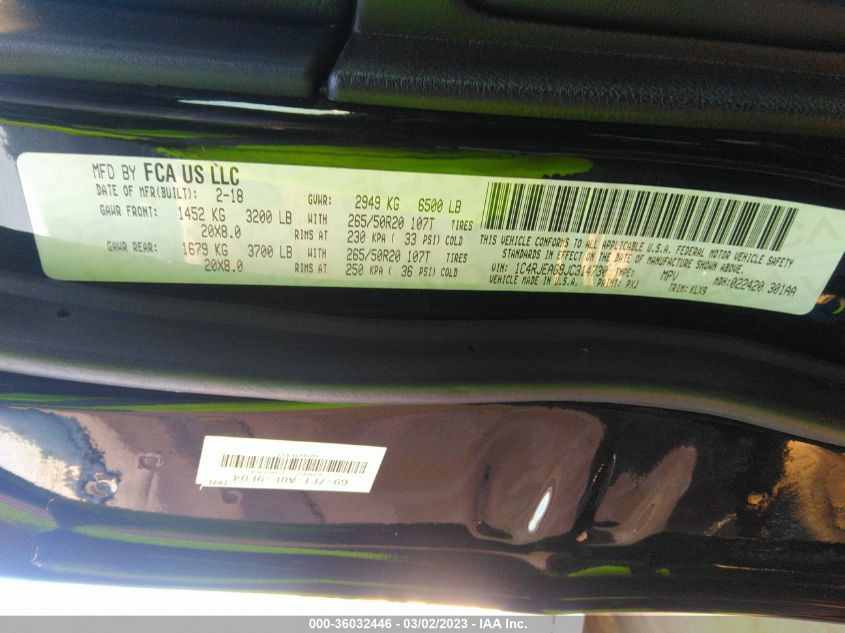 MFD BY FCA US LLC
DATE OF MFR(BUILT): 2-18 GVWR: 2949 KG 6500 LB
GAWR FRONT: 1452 KG 3200 LB WITH 265/50R20 107T TIRES
20X8.0 RIMS AT 230 KPA ( 33 PSI) COLD
GAWR REAR: 1679 KG 3700 LB WITH 265/50R20 107T TIRES
20X8.0 RIMS AT 250 KPA ( 36 PSI) COLD
THIS VEHICLE CONFORMS TO ALL APPLICABLE U.S.A. FEDERAL MOTOR VEHICLE SAFETY
STANDARDS IN EFFECT ON THE DATE OF MANUFACTURE SHOWN ABOVE.
VIN: 1C4RJEAG9JC314730 TYPE: MPV MDH:022420 301AA
VEHICLE MADE IN U.S.A. PAINT: PXJ TRIM: KLX9
000-36032446 — 03/02/2023 — IAA Inc.